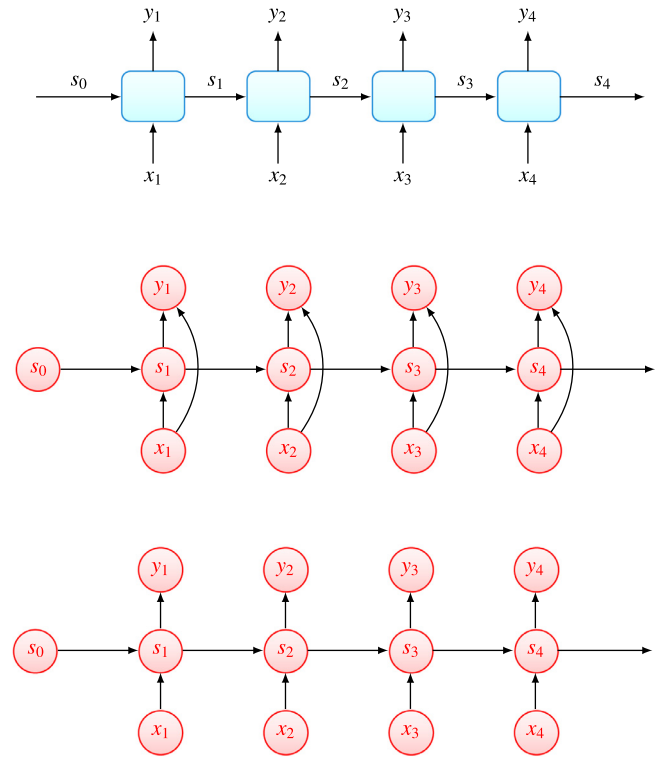 y₁ y₂ y₃ y₄
s₀ s₁ s₂ s₃ s₄
x₁ x₂ x₃ x₄
y₁ y₂ y₃ y₄
s₀ s₁ s₂ s₃ s₄
x₁ x₂ x₃ x₄
y₁ y₂ y₃ y₄
s₀ s₁ s₂ s₃ s₄
x₁ x₂ x₃ x₄